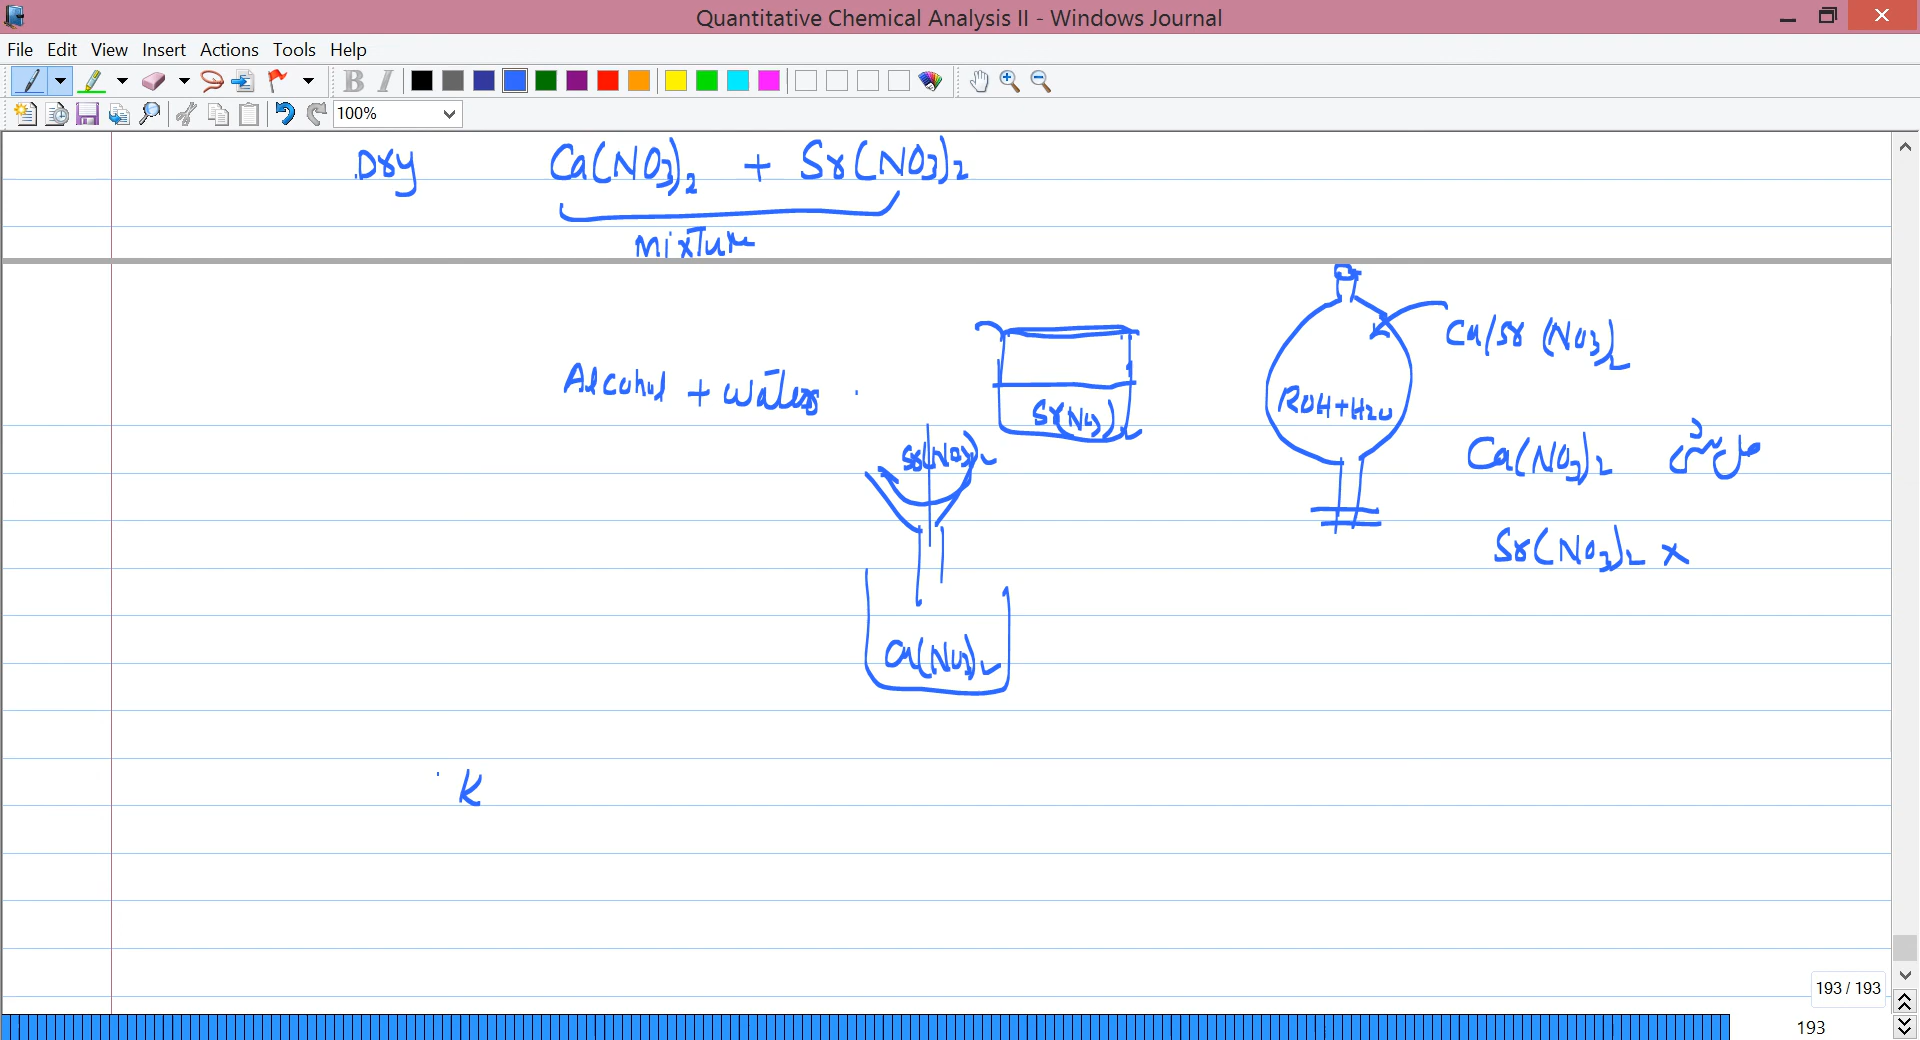 Quantitative Chemical Analysis II - Windows Journal
File Edit View Insert Actions Tools Help
B I
100%
Dry Ca(NO3)2 + Sr(NO3)2
Mixture
Ca/Sr (NO3)2
Alcohol + Water
ROH+H2O
Sr(NO3)2
Sr(NO3)2
Ca(NO3)2
Sr(NO3)2 x
Ca(NO3)2
K
193 / 193
193